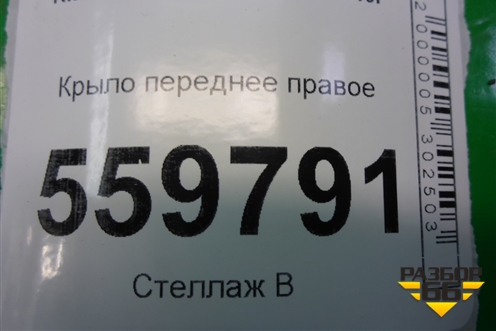 Крыло переднее правое
559791
Стеллаж В
2000005302503
РАЗБОР
66